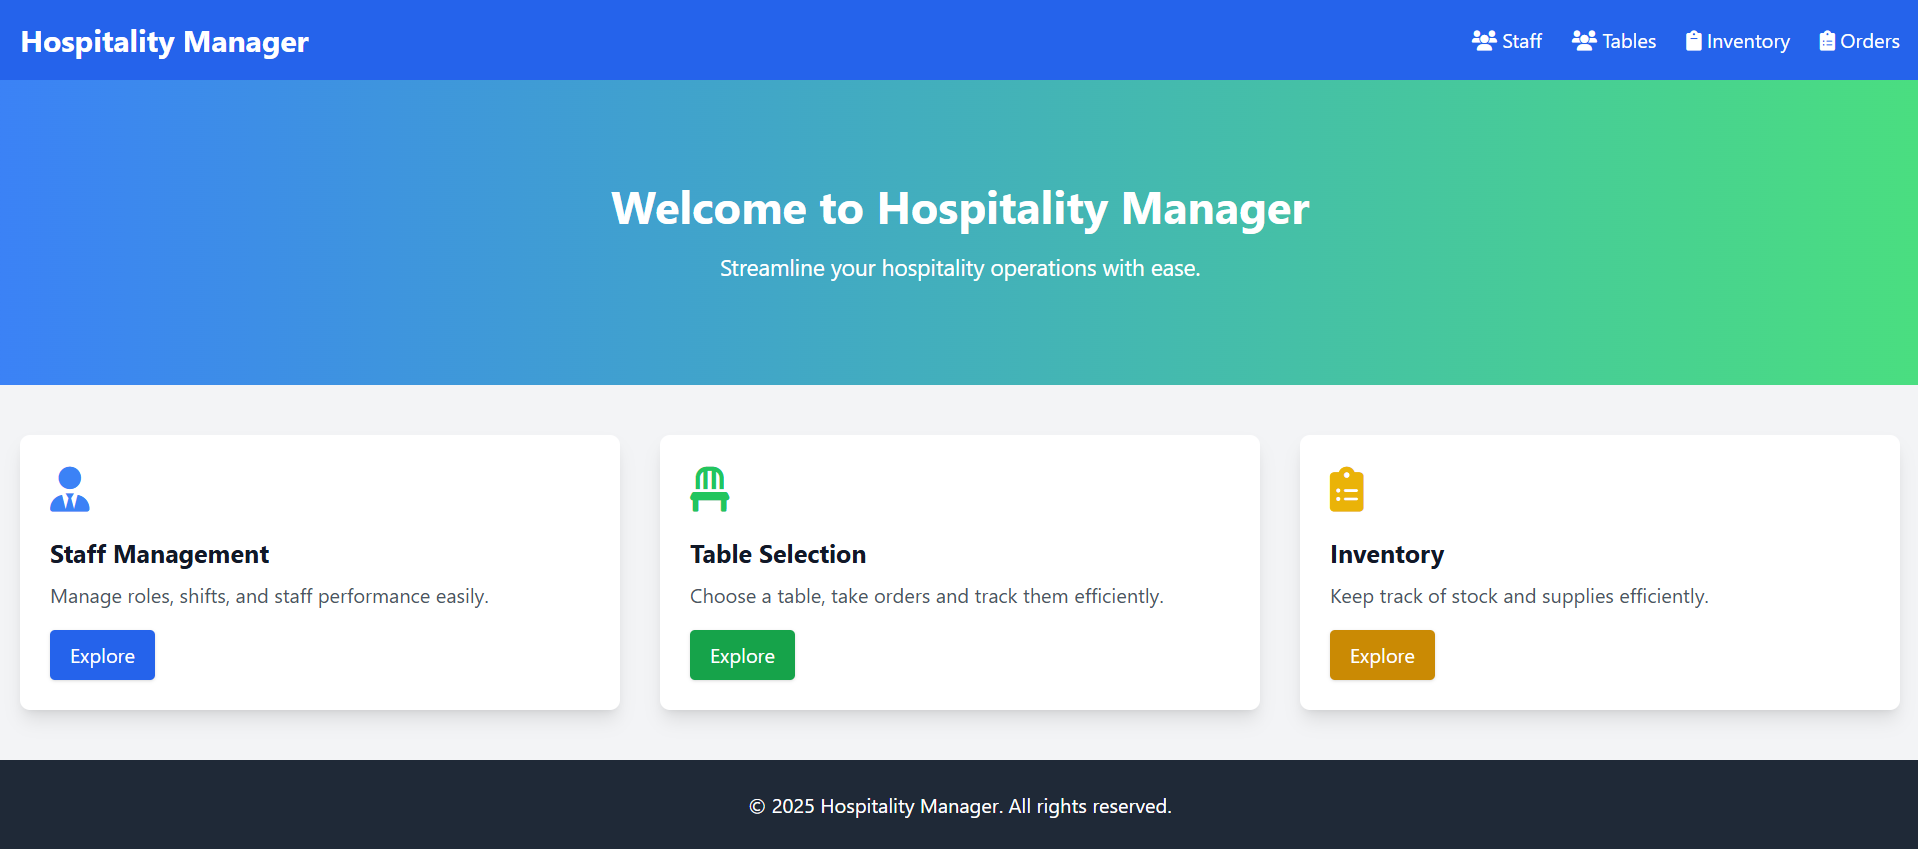 Hospitality Manager
Staff
Tables
Inventory
Orders
Welcome to Hospitality Manager
Streamline your hospitality operations with ease.
Staff Management
Manage roles, shifts, and staff performance easily.
Explore
Table Selection
Choose a table, take orders and track them efficiently.
Explore
Inventory
Keep track of stock and supplies efficiently.
Explore
© 2025 Hospitality Manager. All rights reserved.